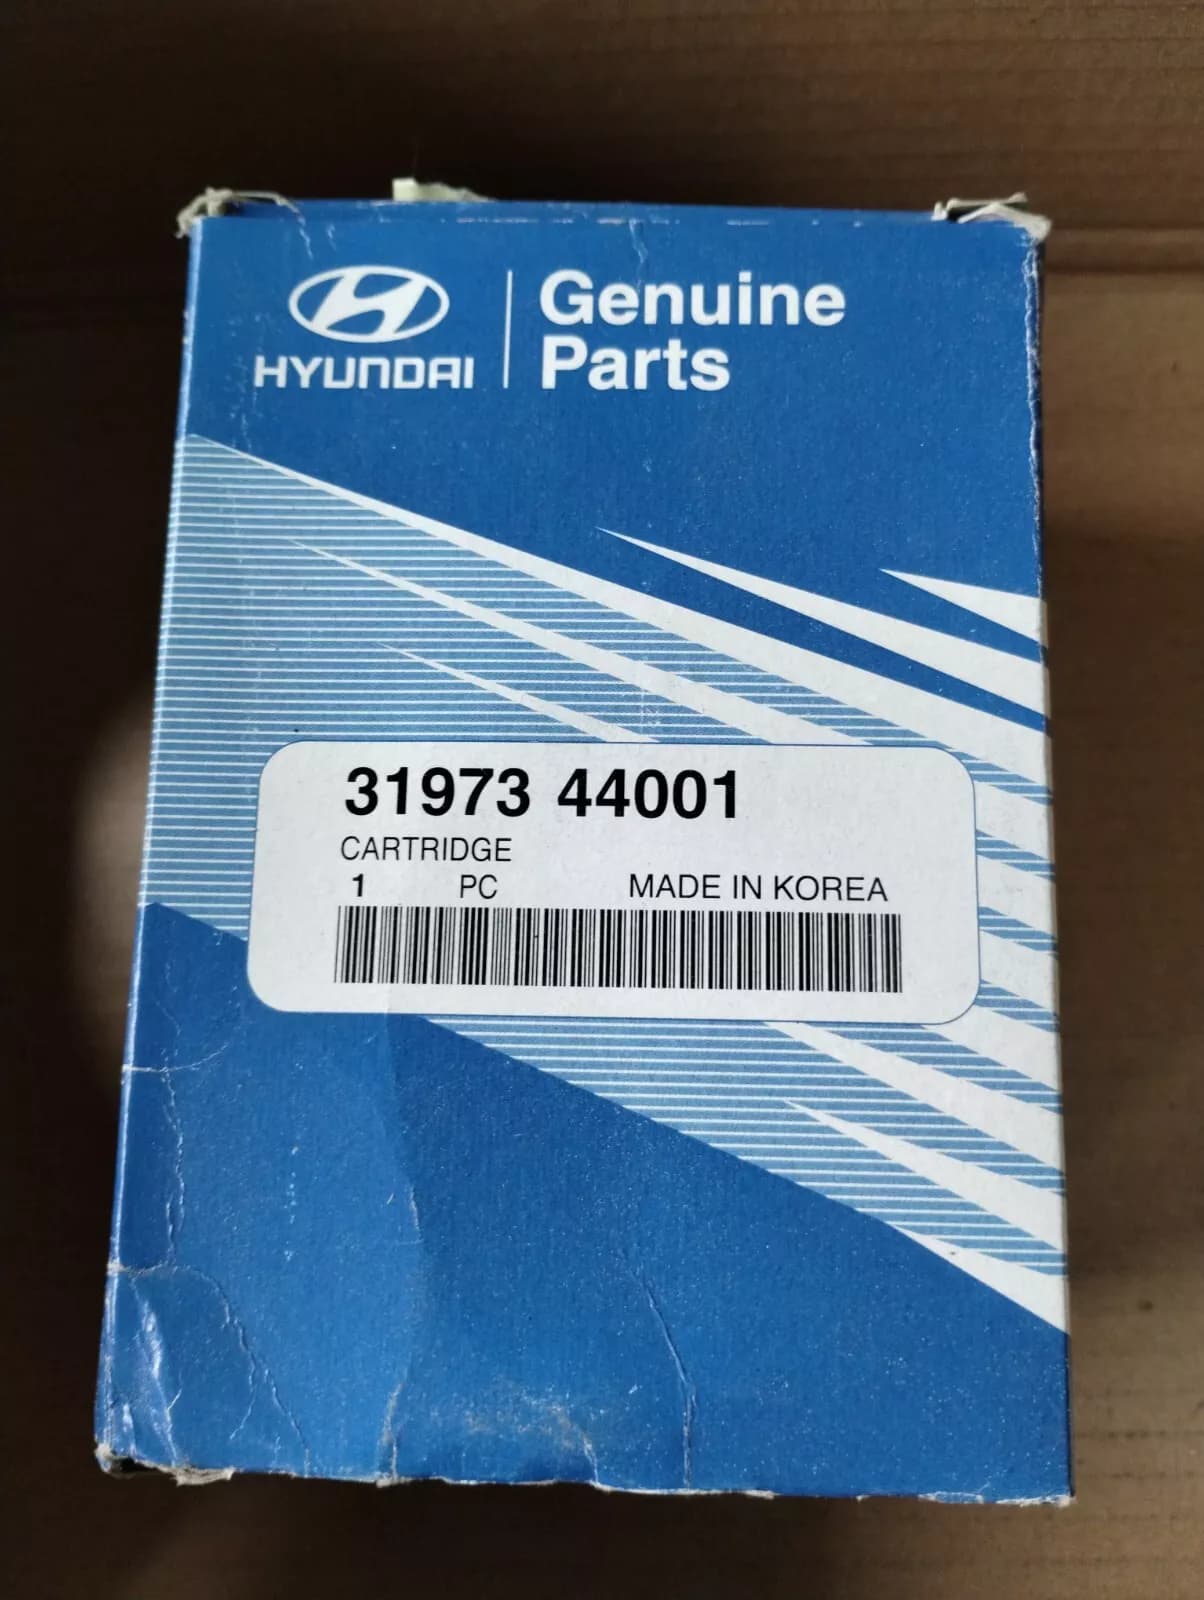 HYUNDAI
Genuine
Parts
31973 44001
CARTRIDGE
1 PC MADE IN KOREA